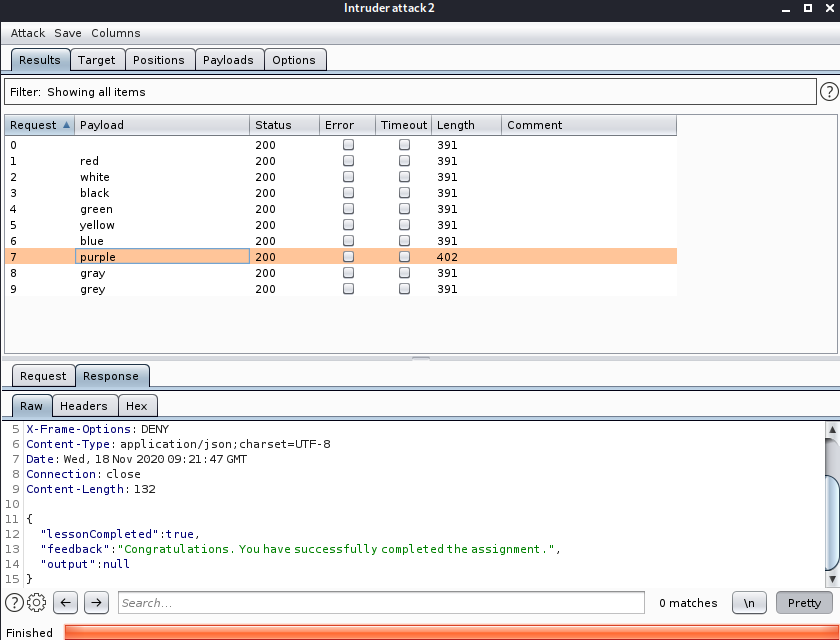 Intruder attack 2
Attack Save Columns
Results Target Positions Payloads Options
Filter: Showing all items ?
Request Payload Status Error Timeout Length Comment
0 200 391
1 red 200 391
2 white 200 391
3 black 200 391
4 green 200 391
5 yellow 200 391
6 blue 200 391
7 purple 200 402
8 gray 200 391
9 grey 200 391
Request Response
Raw Headers Hex
5 X-Frame-Options: DENY
6 Content-Type: application/json;charset=UTF-8
7 Date: Wed, 18 Nov 2020 09:21:47 GMT
8 Connection: close
9 Content-Length: 132
10
11 {
12 "lessonCompleted":true,
13 "feedback":"Congratulations. You have successfully completed the assignment.",
14 "output":null
15 }
? Search... 0 matches \n Pretty
Finished